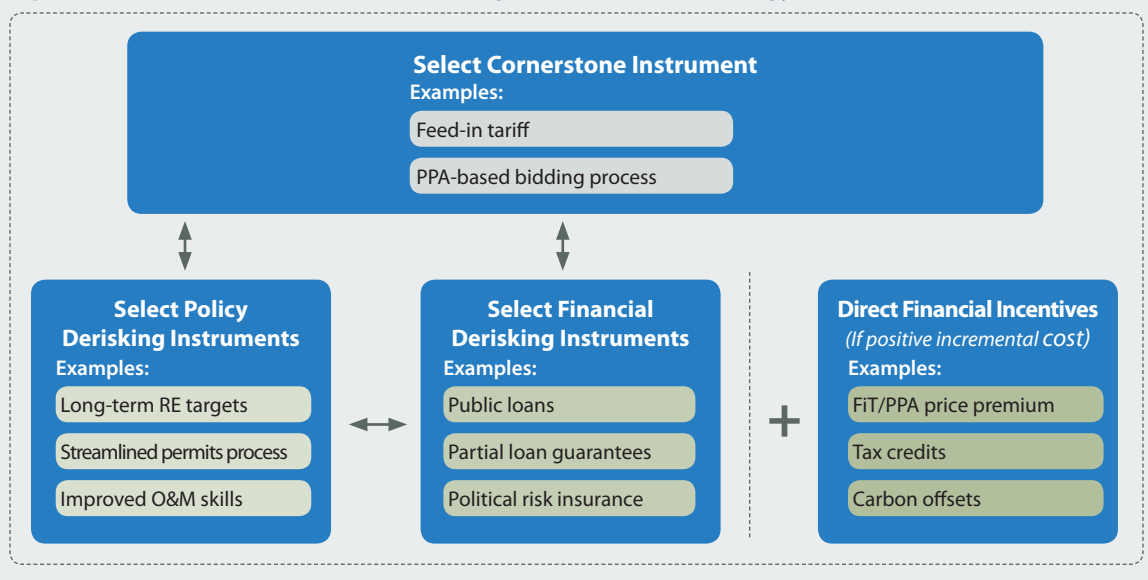 Select Cornerstone Instrument
Examples:
Feed-in tariff
PPA-based bidding process
Select Policy
Derisking Instruments
Examples:
Long-term RE targets
Streamlined permits process
Improved O&M skills
Select Financial
Derisking Instruments
Examples:
Public loans
Partial loan guarantees
Political risk insurance
+
Direct Financial Incentives
(If positive incremental cost)
Examples:
FiT/PPA price premium
Tax credits
Carbon offsets